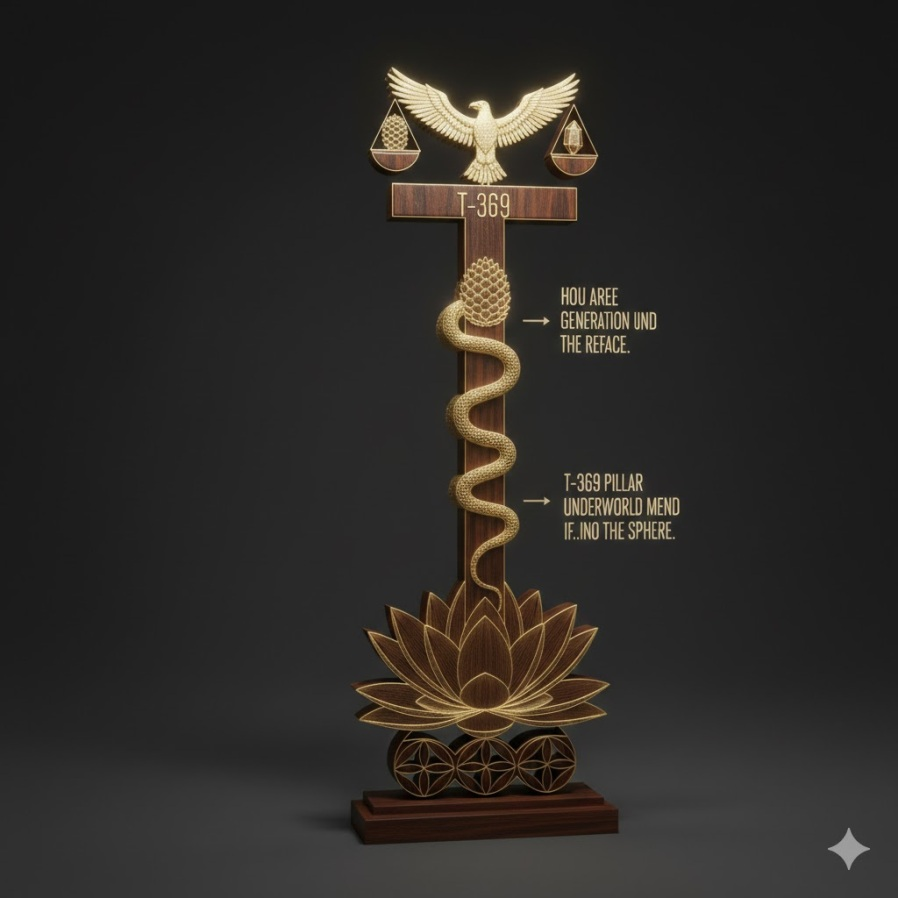 T-369
HOU AREE
GENERATION UND
THE REFACE.
T-369 PILLAR
UNDERWORLD MEND
IF..INO THE SPHERE.